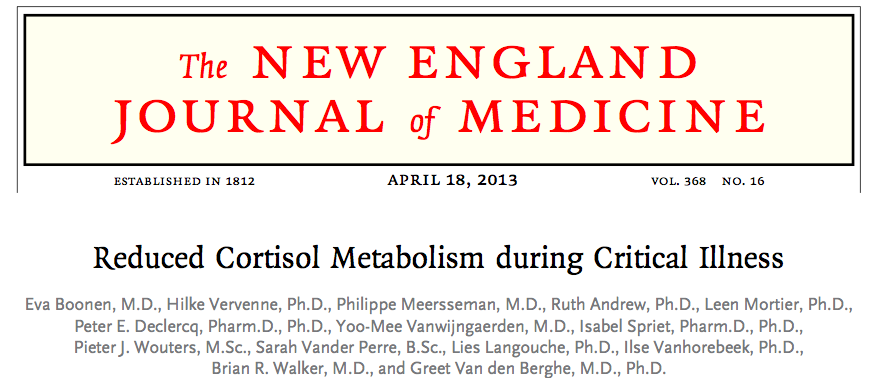 The NEW ENGLAND
JOURNAL of MEDICINE
ESTABLISHED IN 1812 APRIL 18, 2013 VOL. 368 NO. 16
Reduced Cortisol Metabolism during Critical Illness
Eva Boonen, M.D., Hilke Vervenne, Ph.D., Philippe Meersseman, M.D., Ruth Andrew, Ph.D., Leen Mortier, Ph.D.,
Peter E. Declercq, Pharm.D., Ph.D., Yoo-Mee Vanwijngaerden, M.D., Isabel Spriet, Pharm.D., Ph.D.,
Pieter J. Wouters, M.Sc., Sarah Vander Perre, B.Sc., Lies Langouche, Ph.D., Ilse Vanhorebeek, Ph.D.,
Brian R. Walker, M.D., and Greet Van den Berghe, M.D., Ph.D.